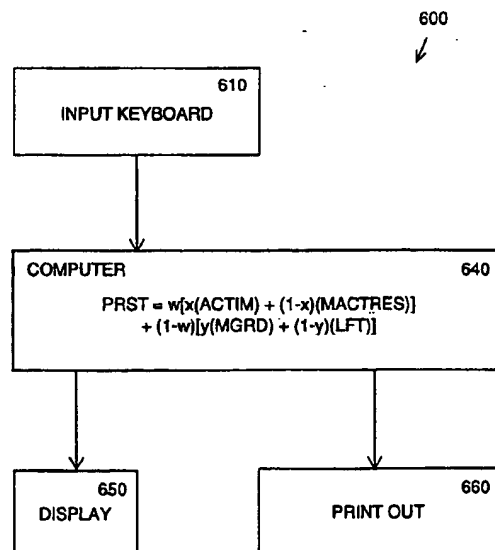 600
610
INPUT KEYBOARD
COMPUTER 640
PRST = w[x(ACTIM) + (1-x)(MACTRES)]
+ (1-w)[y(MGRD) + (1-y)(LFT)]
650
DISPLAY
660
PRINT OUT